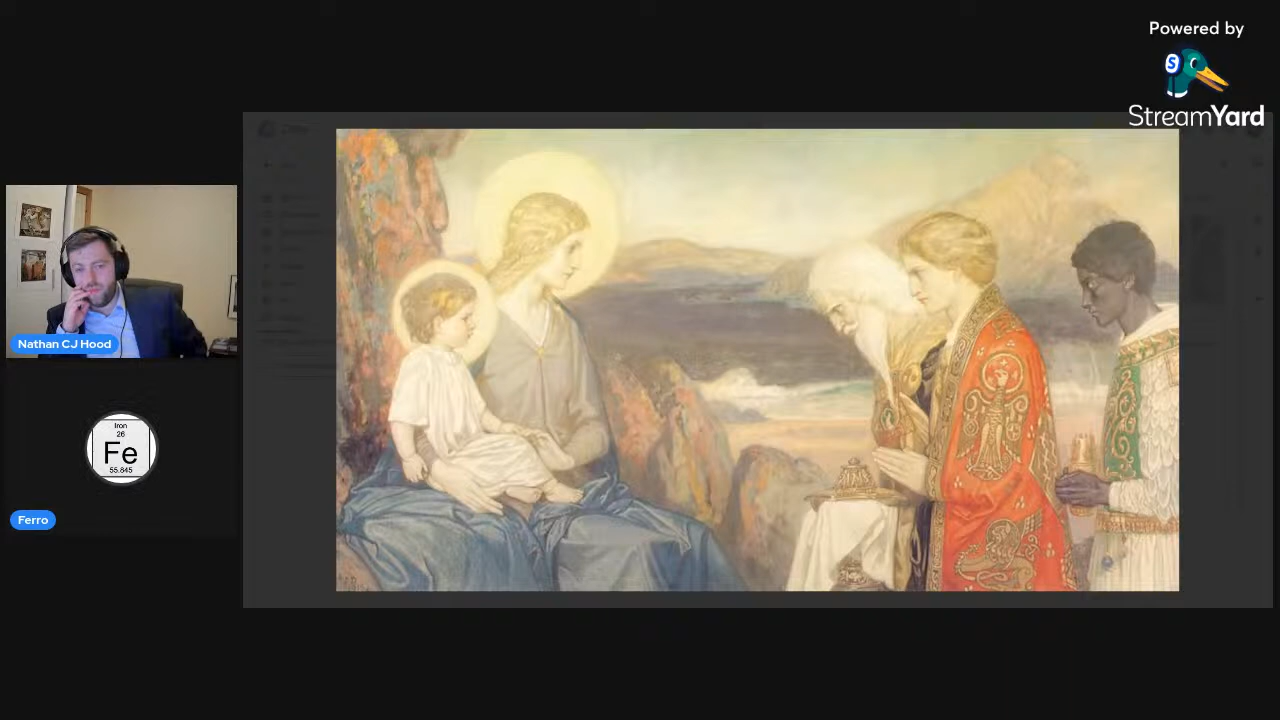 Powered by
S
StreamYard
Nathan CJ Hood
Iron
26
Fe
55.845
Ferro